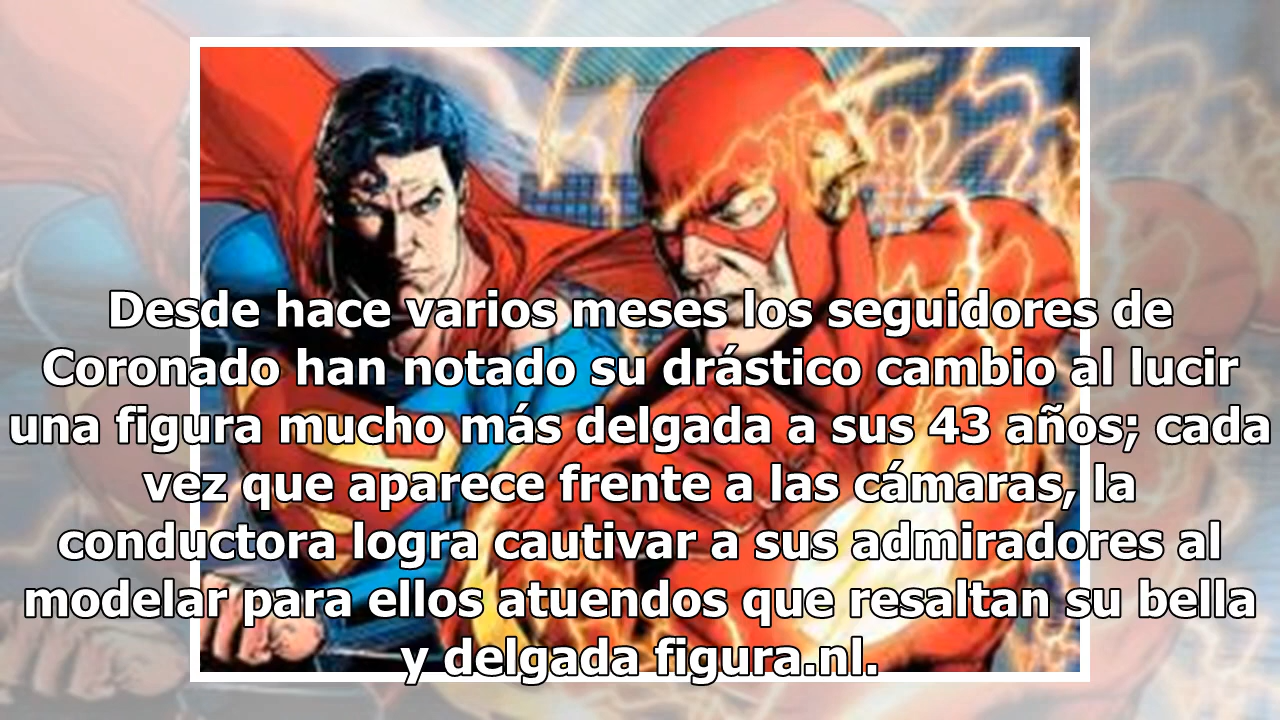 Desde hace varios meses los seguidores de
Coronado han notado su drástico cambio al lucir
una figura mucho más delgada a sus 43 años; cada
vez que aparece frente a las cámaras, la
conductora logra cautivar a sus admiradores al
modelar para ellos atuendos que resaltan su bella
y delgada figura.nl.